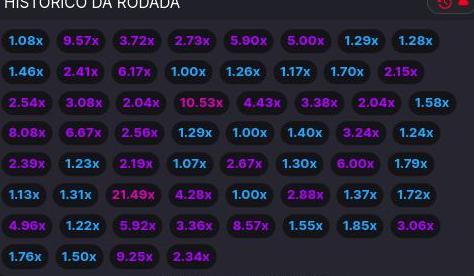 HISTÓRICO DA RODADA
1.08x 9.57x 3.72x 2.73x 5.90x 5.00x 1.29x 1.28x
1.46x 2.41x 6.17x 1.00x 1.26x 1.17x 1.70x 2.15x
2.54x 3.08x 2.04x 10.53x 4.43x 3.38x 2.04x 1.58x
8.08x 6.67x 2.56x 1.29x 1.00x 1.40x 3.24x 1.24x
2.39x 1.23x 2.19x 1.07x 2.67x 1.30x 6.00x 1.79x
1.13x 1.31x 21.49x 4.28x 1.00x 2.88x 1.37x 1.72x
4.96x 1.22x 5.92x 3.36x 8.57x 1.55x 1.85x 3.06x
1.76x 1.50x 9.25x 2.34x